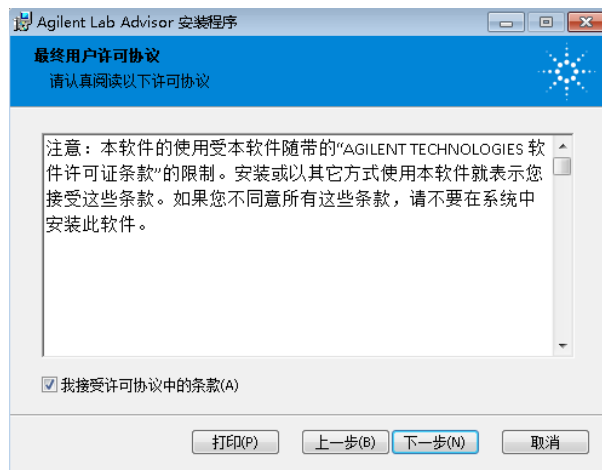 Agilent Lab Advisor 安装程序
最终用户许可协议
请认真阅读以下许可协议
注意：本软件的使用受本软件随带的“AGILENT TECHNOLOGIES 软
件许可证条款”的限制。安装或以其它方式使用本软件就表示您
接受这些条款。如果您不同意所有这些条款，请不要在系统中
安装此软件。
我接受许可协议中的条款(A)
打印(P) 上一步(B) 下一步(N) 取消